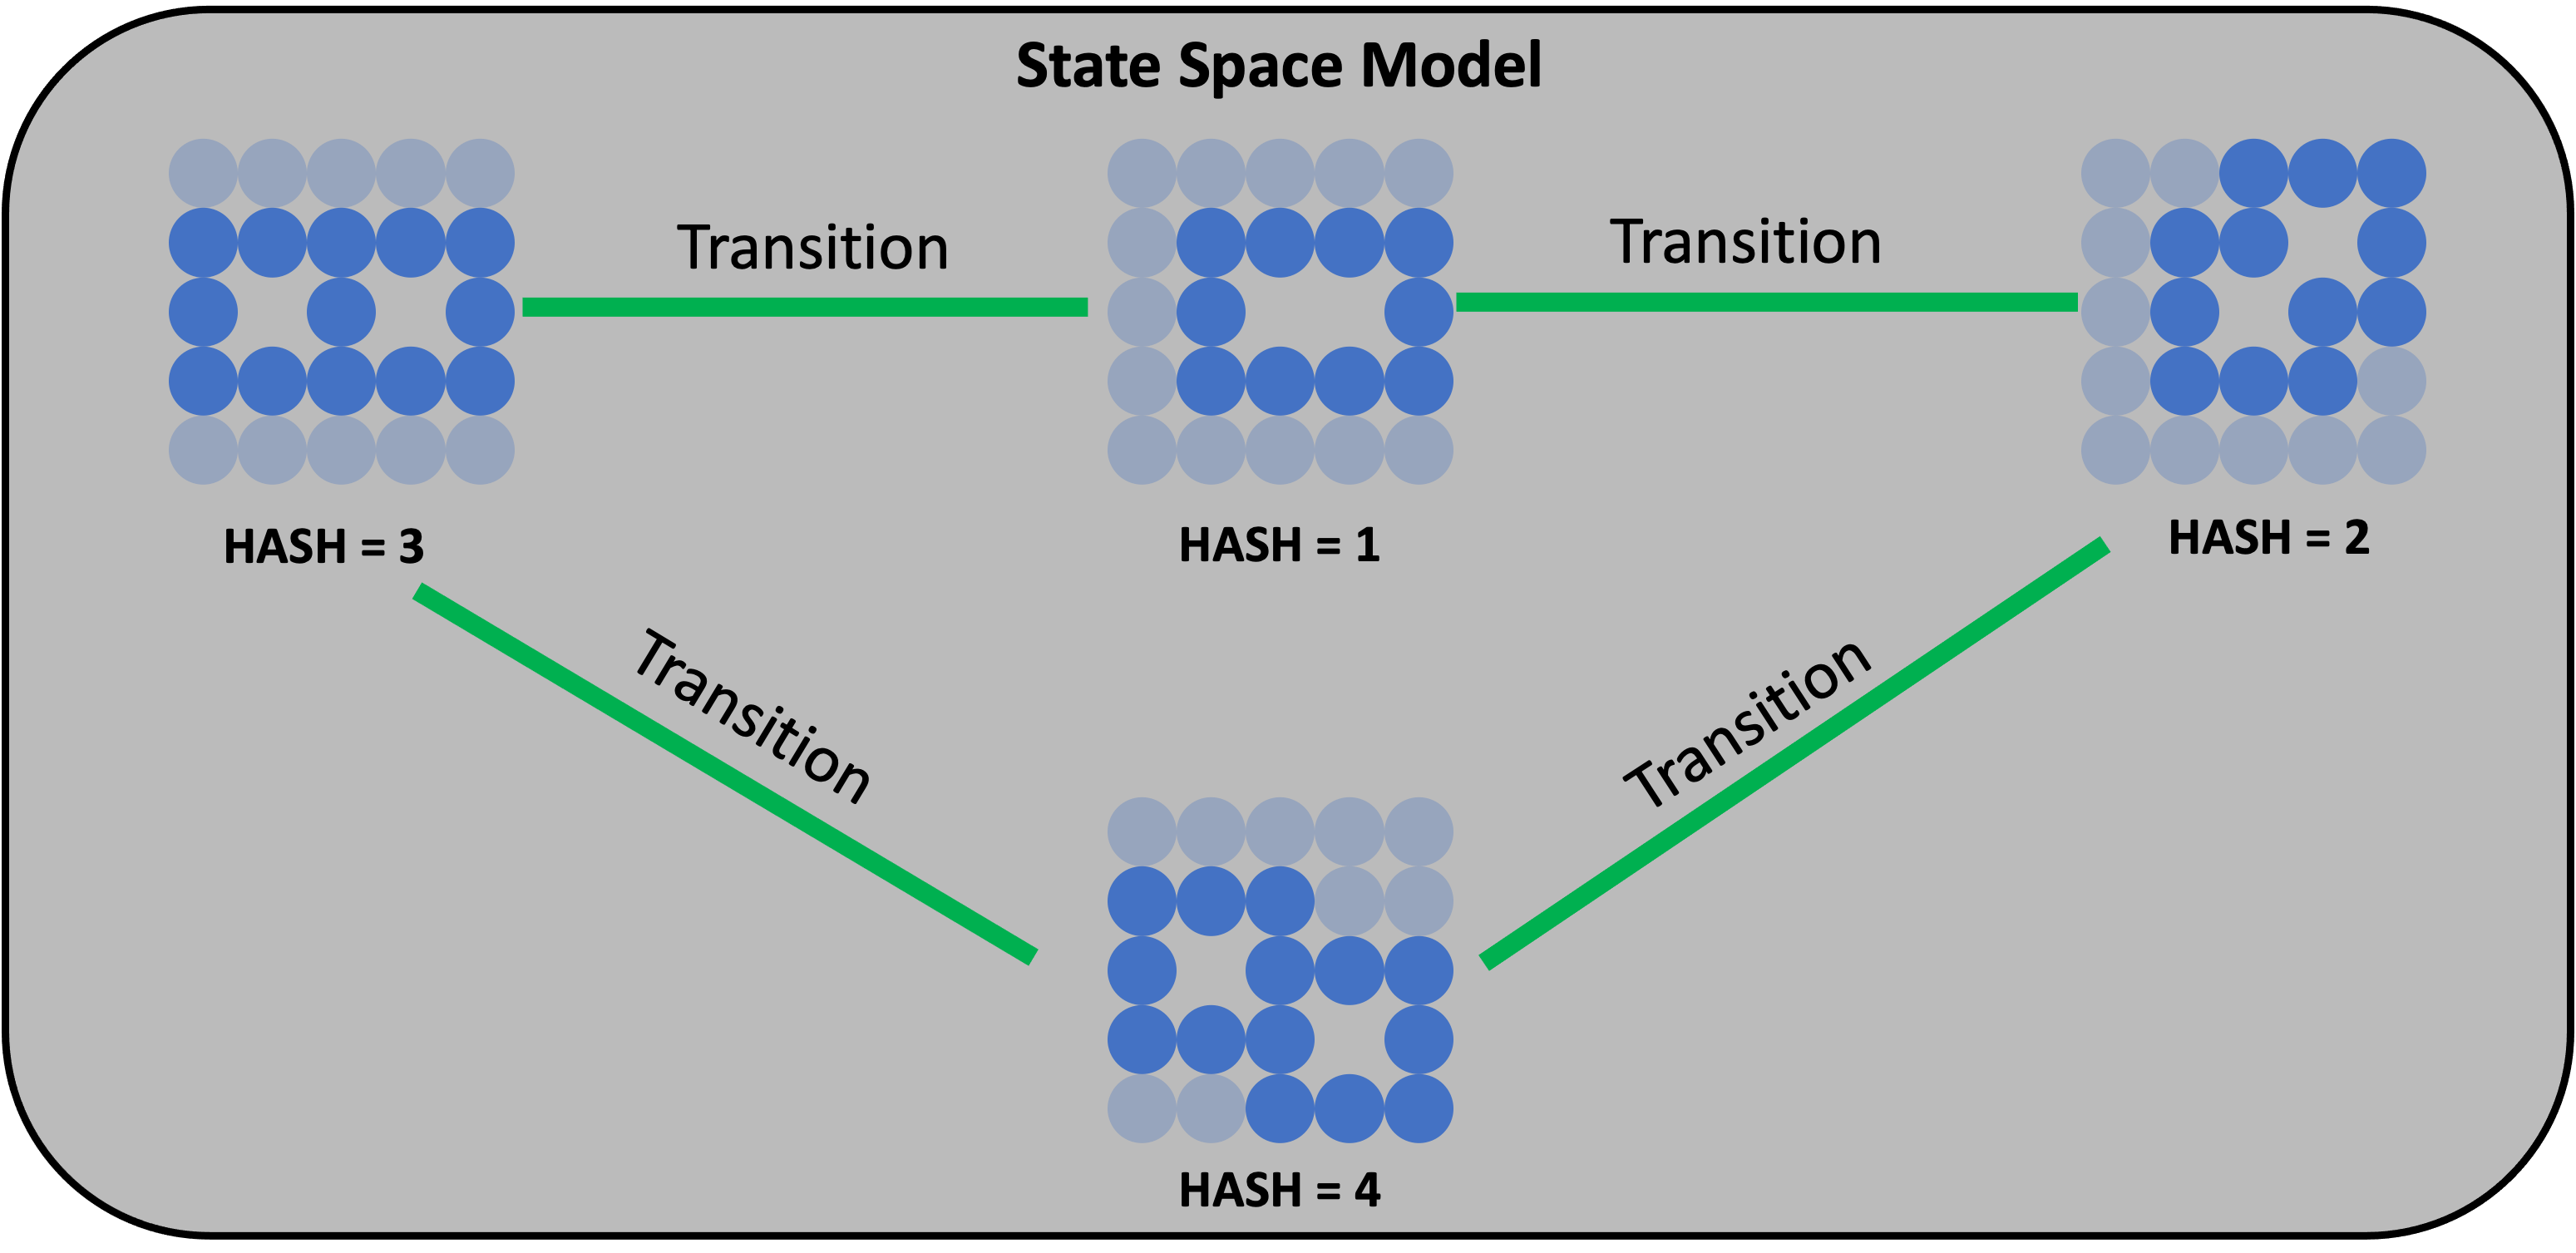 State Space Model
Transition
Transition
HASH = 3
HASH = 1
HASH = 2
Transition
Transition
HASH = 4